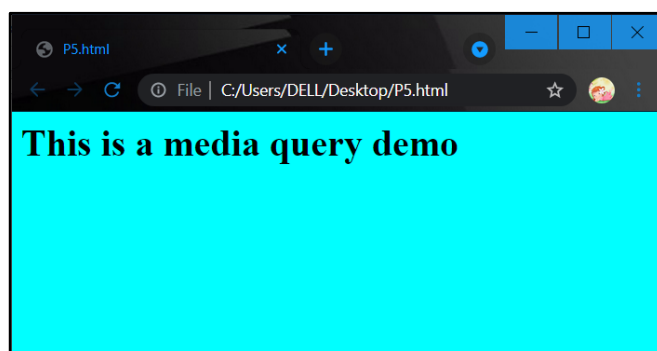 P5.html
File | C:/Users/DELL/Desktop/P5.html
This is a media query demo